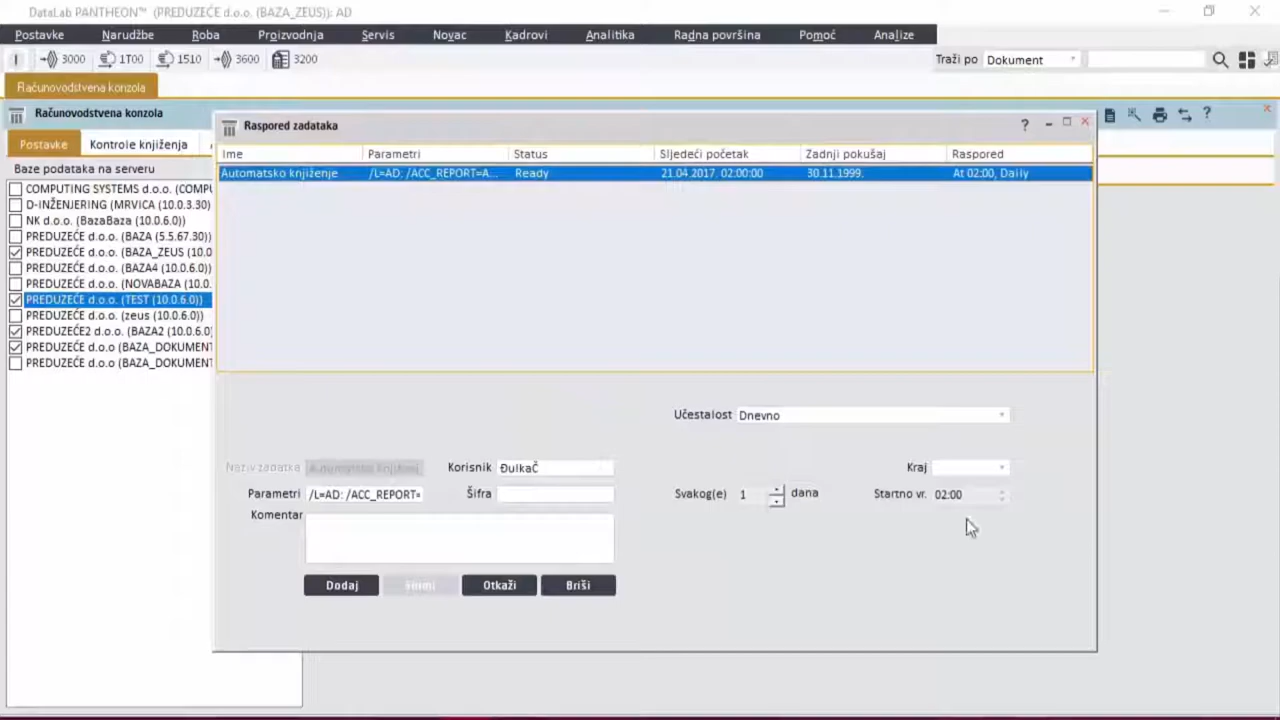 DataLab PANTHEON™ (PREDUZEĆE d.o.o. (BAZA_ZEUS)): AD
Postavke Narudžbe Roba Proizvodnja Servis Novac Kadrovi Analitika Radna površina Pomoć Analize
3000 1T00 1510 3600 3200 Traži po Dokument
Računovodstvena konzola
Računovodstvena konzola
Postavke Kontrole knjiženja
Baze podataka na serveru
COMPUTING SYSTEMS d.o.o. (COMPU
D-INŽENJERING (MRVICA (10.0.3.30)
NK d.o.o. (BazaBaza (10.0.6.0))
PREDUZEĆE d.o.o. (BAZA (5.5.67.30))
PREDUZEĆE d.o.o. (BAZA_ZEUS (10.0
PREDUZEĆE d.o.o. (BAZA4 (10.0.6.0))
PREDUZEĆE d.o.o. (NOVABAZA (10.0.
PREDUZEĆE d.o.o. (TEST (10.0.6.0))
PREDUZEĆE d.o.o. (zeus (10.0.6.0))
PREDUZEĆE2 d.o.o. (BAZA2 (10.0.6.0
PREDUZEĆE d.o.o (BAZA_DOKUMENT
PREDUZEĆE d.o.o (BAZA_DOKUMENT
Raspored zadataka
Ime Parametri Status Sljedeći početak Zadnji pokušaj Raspored
Automatsko knjiženje /L=AD; /ACC_REPORT=A... Ready 21.04.2017. 02:00:00 30.11.1999. At 02:00, Daily
Učestalost Dnevno
Naziv zadatka Automatsko knjiženj Korisnik ĐulkaČ Kraj
Parametri /L=AD; /ACC_REPORT= Šifra Svakog(e) 1 dana Startno vr. 02:00
Komentar
Dodaj Snimi Otkaži Briši